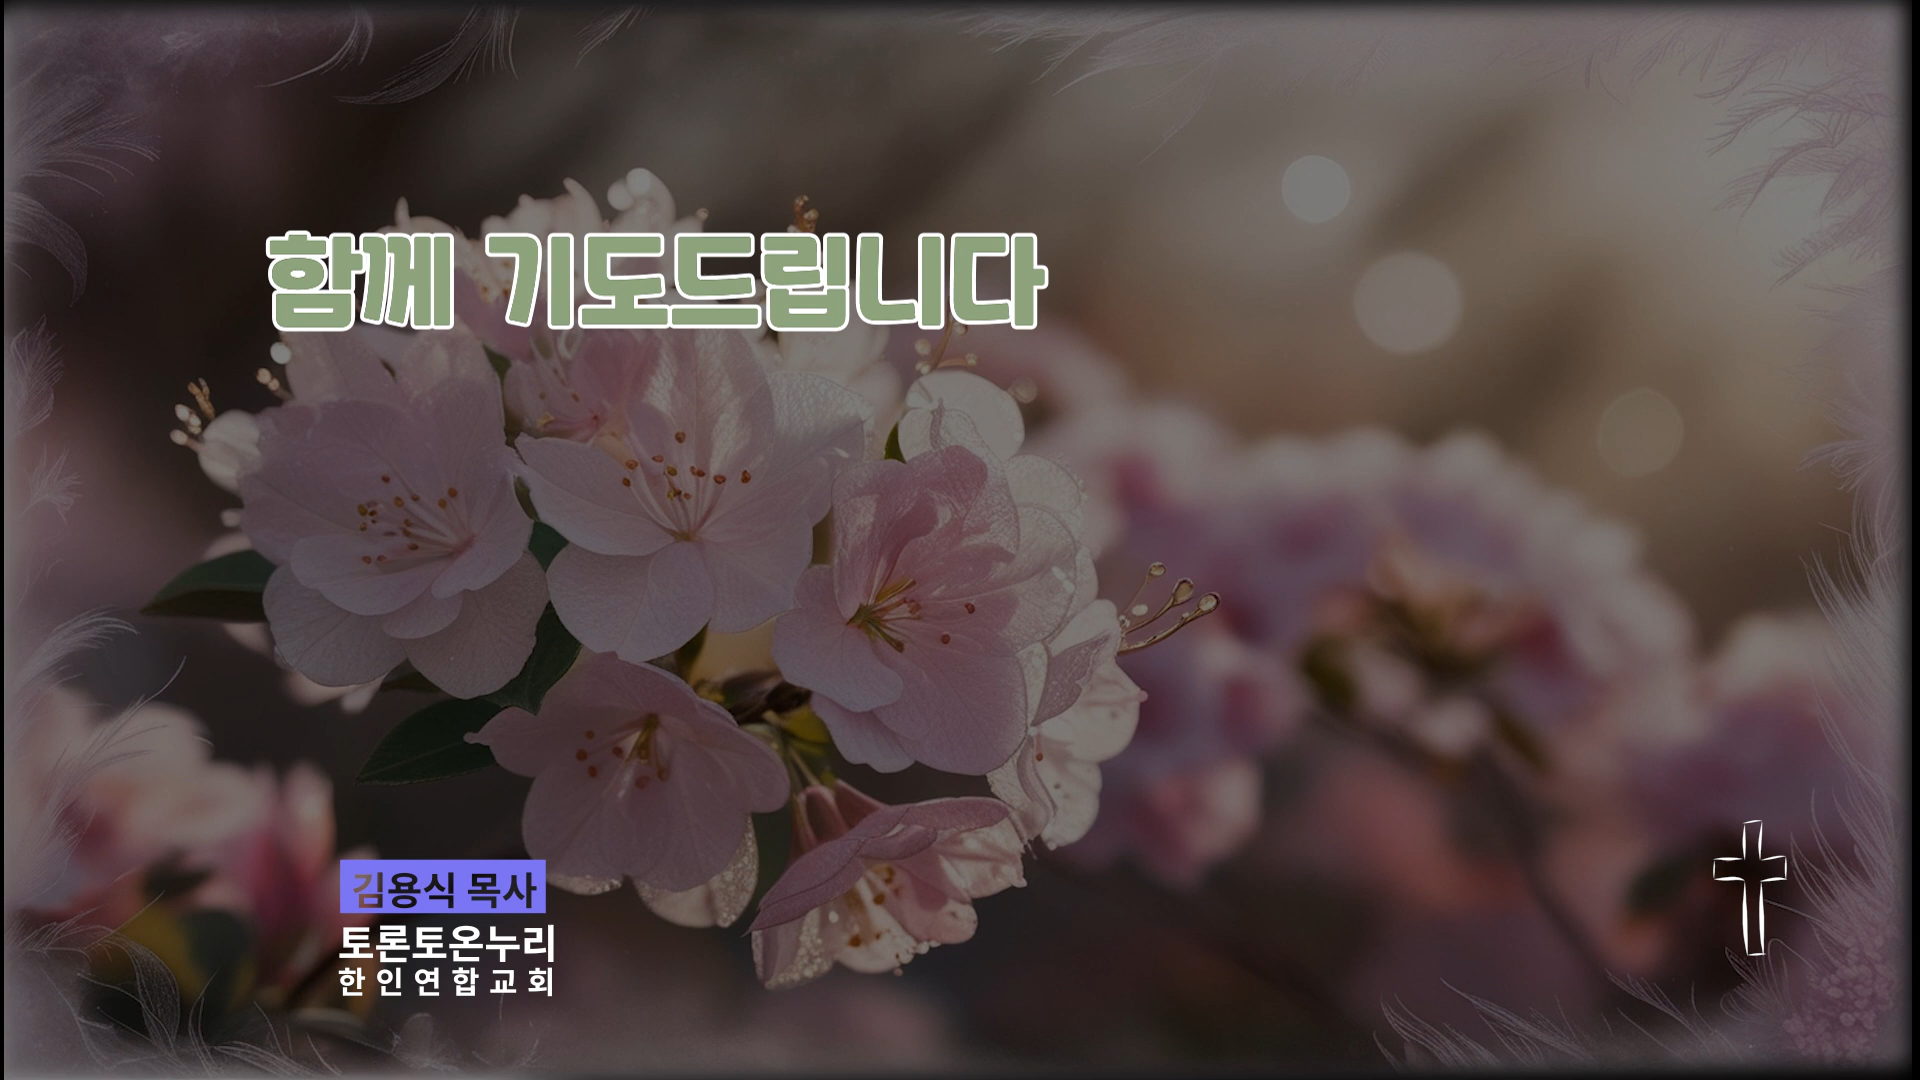 함께 기도드립니다
김용식 목사
토론토온누리
한인연합교회